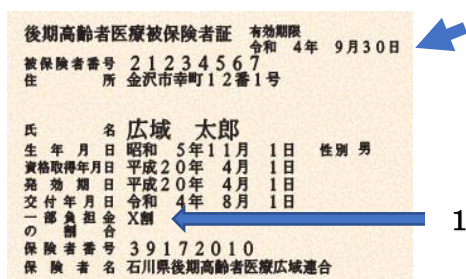 後期高齢者医療被保険者証 有効期限
令和 4年 9月30日
被保険者番号 21234567
住所 金沢市幸町12番1号
氏名 広域 太郎
生年月日 昭和 5年11月 1日 性別 男
資格取得年月日 平成20年 4月 1日
発効期日 平成20年 4月 1日
交付年月日 令和 4年 8月 1日
一部負担金の割合 X割
1
保険者番号 39172010
保険者名 石川県後期高齢者医療広域連合